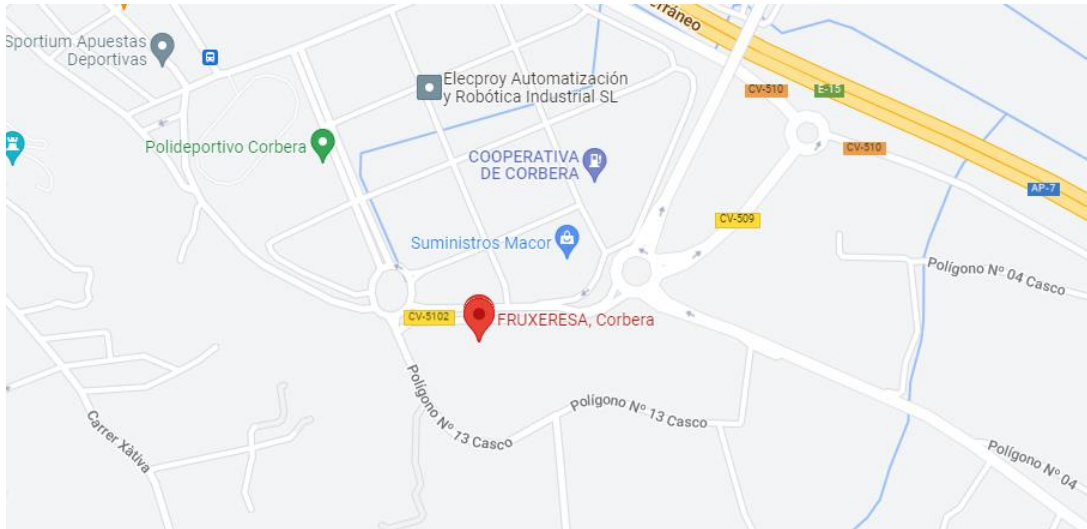 erráneo
Sportium Apuestas
Deportivas
Elecproy Automatización
y Robótica Industrial SL
CV-510
E-15
Polideportivo Corbera
COOPERATIVA
DE CORBERA
CV-510
AP-7
CV-509
Suministros Macor
Polígono Nº 04 Casco
CV-5102
FRUXERESA, Corbera
Polígono Nº 13 Casco
Polígono Nº 13 Casco
Carrer Xàtiva
Polígono Nº 04